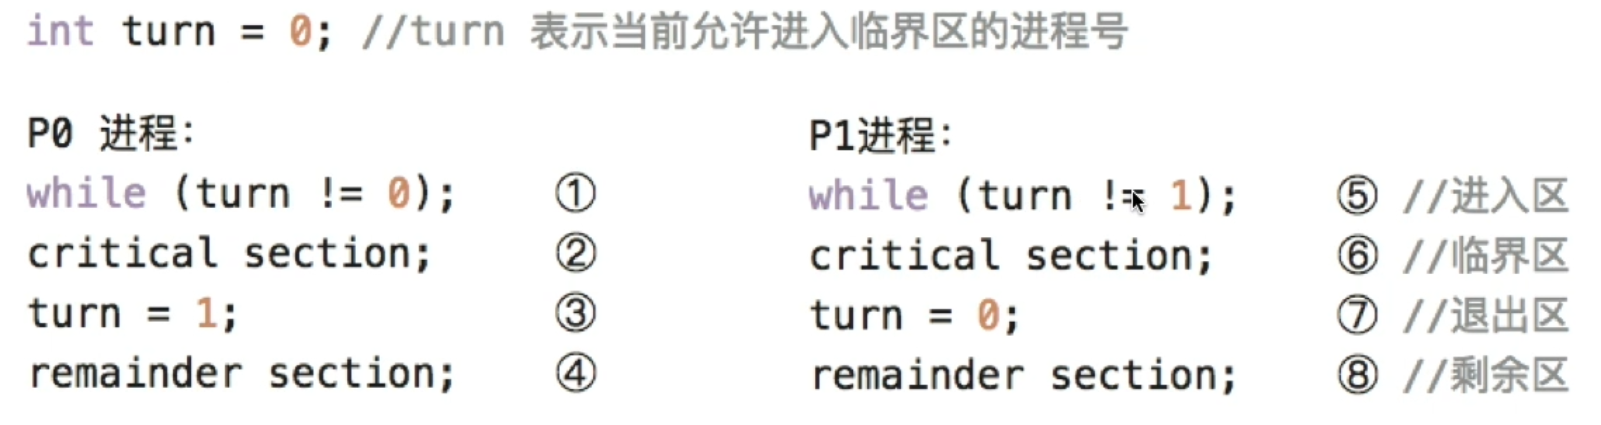 int turn = 0; //turn 表示当前允许进入临界区的进程号
P0 进程:
while (turn != 0); ①
critical section; ②
turn = 1; ③
remainder section; ④
P1进程:
while (turn != 1); ⑤ //进入区
critical section; ⑥ //临界区
turn = 0; ⑦ //退出区
remainder section; ⑧ //剩余区